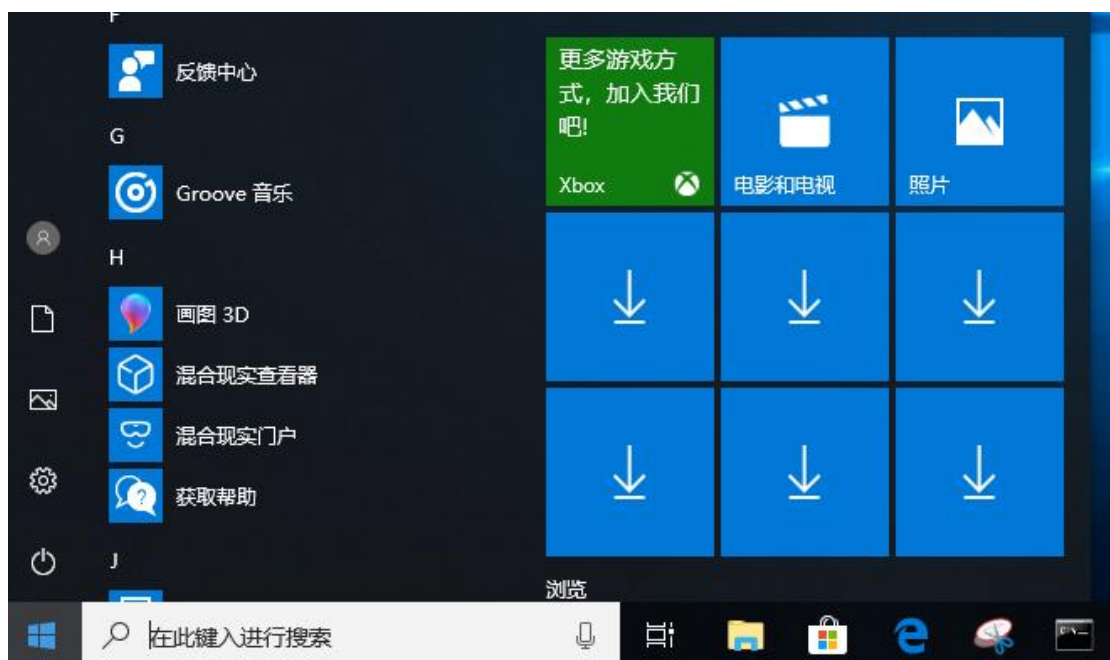 F
反馈中心
G
Groove 音乐
H
画图 3D
混合现实查看器
混合现实门户
获取帮助
J
更多游戏方
式，加入我们
吧!
Xbox
电影和电视
照片
浏览
在此键入进行搜索